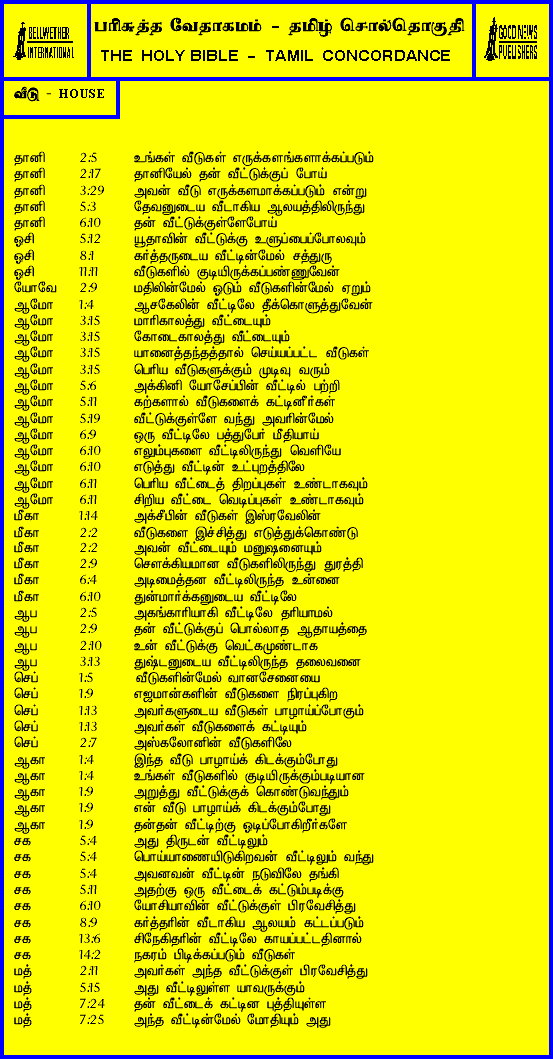 BELLWETHER
INTERNATIONAL
பரிசுத்த வேதாகமம் - தமிழ் சொல்தொகுதி
THE HOLY BIBLE - TAMIL CONCORDANCE
GOOD NEWS
PUBLISHERS
வீடு - HOUSE
தானி 2:5 உங்கள் வீடுகள் எருக்களங்களாக்கப்படும்
தானி 2:17 தானியேல் தன் வீட்டுக்குப் போய்
தானி 3:29 அவன் வீடு எருக்களமாக்கப்படும் என்று
தானி 5:3 தேவனுடைய வீடாகிய ஆலயத்திலிருந்து
தானி 6:10 தன் வீட்டுக்குள்ளேபோய்
ஓசி 5:12 யூதாவின் வீட்டுக்கு உளுப்பைப்போலவும்
ஓசி 8:1 கர்த்தருடைய வீட்டின்மேல் சத்துரு
ஓசி 11:11 வீடுகளில் குடியிருக்கப்பண்ணுவேன்
யோவே 2:9 மதிலின்மேல் ஓடும் வீடுகளின்மேல் ஏறும்
ஆமோ 1:4 ஆசகேலின் வீட்டிலே தீக்கொளுத்துவேன்
ஆமோ 3:15 மாரிகாலத்து வீட்டையும்
ஆமோ 3:15 கோடைகாலத்து வீட்டையும்
ஆமோ 3:15 யானைத்தந்தத்தால் செய்யப்பட்ட வீடுகள்
ஆமோ 3:15 பெரிய வீடுகளுக்கும் முடிவு வரும்
ஆமோ 5:6 அக்கினி யோசேப்பின் வீட்டில் பற்றி
ஆமோ 5:11 கற்களால் வீடுகளைக் கட்டினீர்கள்
ஆமோ 5:19 வீட்டுக்குள்ளே வந்து அவரின்மேல்
ஆமோ 6:9 ஒரு வீட்டிலே பத்துபேர் மீதியாய்
ஆமோ 6:10 எலும்புகளை வீட்டிலிருந்து வெளியே
ஆமோ 6:10 எடுத்து வீட்டின் உட்புறத்திலே
ஆமோ 6:11 பெரிய வீட்டைத் திறப்புகள் உண்டாகவும்
ஆமோ 6:11 சிறிய வீட்டை வெடிப்புகள் உண்டாகவும்
மீகா 1:14 அக்சீபின் வீடுகள் இஸ்ரவேலின்
மீகா 2:2 வீடுகளை இச்சித்து எடுத்துக்கொண்டு
மீகா 2:2 அவன் வீட்டையும் மனுஷனையும்
மீகா 2:9 சௌக்கியமான வீடுகளிலிருந்து துரத்தி
மீகா 6:4 அடிமைத்தன வீட்டிலிருந்த உன்னை
மீகா 6:10 துன்மார்க்கனுடைய வீட்டிலே
ஆப 2:5 அகங்காரியாகி வீட்டிலே தரியாமல்
ஆப 2:9 தன் வீட்டுக்குப் பொல்லாத ஆதாயத்தை
ஆப 2:10 உன் வீட்டுக்கு வெட்கமுண்டாக
ஆப 3:13 துஷ்டனுடைய வீட்டிலிருந்த தலைவனை
செப் 1:5 வீடுகளின்மேல் வானசேனையை
செப் 1:9 எஜமான்களின் வீடுகளை நிரப்புகிற
செப் 1:13 அவர்களுடைய வீடுகள் பாழாய்ப்போகும்
செப் 1:13 அவர்கள் வீடுகளைக் கட்டியும்
செப் 2:7 அஸ்கலோனின் வீடுகளிலே
ஆகா 1:4 இந்த வீடு பாழாய்க் கிடக்கும்போது
ஆகா 1:4 உங்கள் வீடுகளில் குடியிருக்கும்படியான
ஆகா 1:9 அறுத்து வீட்டுக்குக் கொண்டுவந்தும்
ஆகா 1:9 என் வீடு பாழாய்க் கிடக்கும்போது
ஆகா 1:9 தன்தன் வீட்டிற்கு ஓடிப்போகிறீர்களே
சக 5:4 அது திருடன் வீட்டிலும்
சக 5:4 பொய்யாணையிடுகிறவன் வீட்டிலும் வந்து
சக 5:4 அவனவன் வீட்டின் நடுவிலே தங்கி
சக 5:11 அதற்கு ஒரு வீட்டைக் கட்டும்படிக்கு
சக 6:10 யோசியாவின் வீட்டுக்குள் பிரவேசித்து
சக 8:9 கர்த்தரின் வீடாகிய ஆலயம் கட்டப்படும்
சக 13:6 சிநேகிதரின் வீட்டிலே காயப்பட்டதினால்
சக 14:2 நகரம் பிடிக்கப்படும் வீடுகள்
மத் 2:11 அவர்கள் அந்த வீட்டுக்குள் பிரவேசித்து
மத் 5:15 அது வீட்டிலுள்ள யாவருக்கும்
மத் 7:24 தன் வீட்டைக் கட்டின புத்தியுள்ள
மத் 7:25 அந்த வீட்டின்மேல் மோதியும் அது